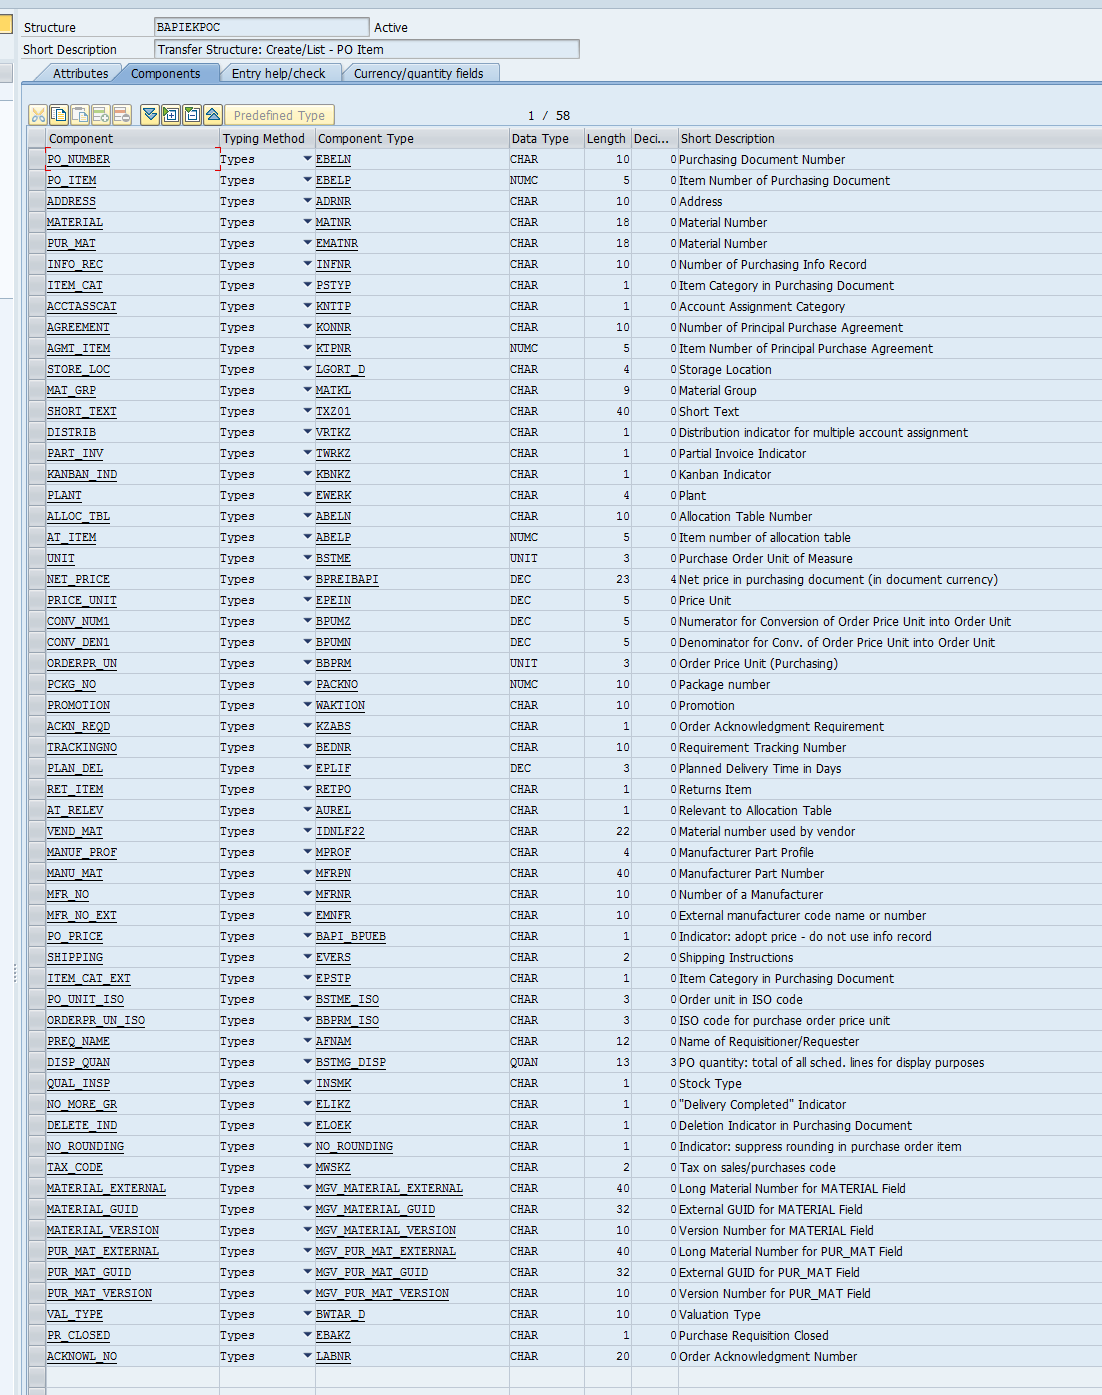 Structure BAPIEKPOC Active
Short Description Transfer Structure: Create/List - PO Item
Attributes Components Entry help/check Currency/quantity fields
Predefined Type 1 / 58
Component Typing Method Component Type Data Type Length Deci... Short Description
PO_NUMBER Types EBELN CHAR 10 0 Purchasing Document Number
PO_ITEM Types EBELP NUMC 5 0 Item Number of Purchasing Document
ADDRESS Types ADRNR CHAR 10 0 Address
MATERIAL Types MATNR CHAR 18 0 Material Number
PUR_MAT Types EMATNR CHAR 18 0 Material Number
INFO_REC Types INFNR CHAR 10 0 Number of Purchasing Info Record
ITEM_CAT Types PSTYP CHAR 1 0 Item Category in Purchasing Document
ACCTASSCAT Types KNTTP CHAR 1 0 Account Assignment Category
AGREEMENT Types KONNR CHAR 10 0 Number of Principal Purchase Agreement
AGMT_ITEM Types KTPNR NUMC 5 0 Item Number of Principal Purchase Agreement
STORE_LOC Types LGORT_D CHAR 4 0 Storage Location
MAT_GRP Types MATKL CHAR 9 0 Material Group
SHORT_TEXT Types TXZ01 CHAR 40 0 Short Text
DISTRIB Types VRTKZ CHAR 1 0 Distribution indicator for multiple account assignment
PART_INV Types TWRKZ CHAR 1 0 Partial Invoice Indicator
KANBAN_IND Types KBNKZ CHAR 1 0 Kanban Indicator
PLANT Types EWERK CHAR 4 0 Plant
ALLOC_TBL Types ABELN CHAR 10 0 Allocation Table Number
AT_ITEM Types ABELP NUMC 5 0 Item number of allocation table
UNIT Types BSTME UNIT 3 0 Purchase Order Unit of Measure
NET_PRICE Types BPREIBAPI DEC 23 4 Net price in purchasing document (in document currency)
PRICE_UNIT Types EPEIN DEC 5 0 Price Unit
CONV_NUM1 Types BPUMZ DEC 5 0 Numerator for Conversion of Order Price Unit into Order Unit
CONV_DEN1 Types BPUMN DEC 5 0 Denominator for Conv. of Order Price Unit into Order Unit
ORDERPR_UN Types BBPRM UNIT 3 0 Order Price Unit (Purchasing)
PCKG_NO Types PACKNO NUMC 10 0 Package number
PROMOTION Types WAKTION CHAR 10 0 Promotion
ACKN_REQD Types KZABS CHAR 1 0 Order Acknowledgment Requirement
TRACKINGNO Types BEDNR CHAR 10 0 Requirement Tracking Number
PLAN_DEL Types EPLIF DEC 3 0 Planned Delivery Time in Days
RET_ITEM Types RETPO CHAR 1 0 Returns Item
AT_RELEV Types AUREL CHAR 1 0 Relevant to Allocation Table
VEND_MAT Types IDNLF22 CHAR 22 0 Material number used by vendor
MANUF_PROF Types MPROF CHAR 4 0 Manufacturer Part Profile
MANU_MAT Types MFRPN CHAR 40 0 Manufacturer Part Number
MFR_NO Types MFRNR CHAR 10 0 Number of a Manufacturer
MFR_NO_EXT Types EMNFR CHAR 10 0 External manufacturer code name or number
PO_PRICE Types BAPI_BPUEB CHAR 1 0 Indicator: adopt price - do not use info record
SHIPPING Types EVERS CHAR 2 0 Shipping Instructions
ITEM_CAT_EXT Types EPSTP CHAR 1 0 Item Category in Purchasing Document
PO_UNIT_ISO Types BSTME_ISO CHAR 3 0 Order unit in ISO code
ORDERPR_UN_ISO Types BBPRM_ISO CHAR 3 0 ISO code for purchase order price unit
PREQ_NAME Types AFNAM CHAR 12 0 Name of Requisitioner/Requester
DISP_QUAN Types BSTMG_DISP QUAN 13 3 PO quantity: total of all sched. lines for display purposes
QUAL_INSP Types INSMK CHAR 1 0 Stock Type
NO_MORE_GR Types ELIKZ CHAR 1 0 "Delivery Completed" Indicator
DELETE_IND Types ELOEK CHAR 1 0 Deletion Indicator in Purchasing Document
NO_ROUNDING Types NO_ROUNDING CHAR 1 0 Indicator: suppress rounding in purchase order item
TAX_CODE Types MWSKZ CHAR 2 0 Tax on sales/purchases code
MATERIAL_EXTERNAL Types MGV_MATERIAL_EXTERNAL CHAR 40 0 Long Material Number for MATERIAL Field
MATERIAL_GUID Types MGV_MATERIAL_GUID CHAR 32 0 External GUID for MATERIAL Field
MATERIAL_VERSION Types MGV_MATERIAL_VERSION CHAR 10 0 Version Number for MATERIAL Field
PUR_MAT_EXTERNAL Types MGV_PUR_MAT_EXTERNAL CHAR 40 0 Long Material Number for PUR_MAT Field
PUR_MAT_GUID Types MGV_PUR_MAT_GUID CHAR 32 0 External GUID for PUR_MAT Field
PUR_MAT_VERSION Types MGV_PUR_MAT_VERSION CHAR 10 0 Version Number for PUR_MAT Field
VAL_TYPE Types BWTAR_D CHAR 10 0 Valuation Type
PR_CLOSED Types EBAKZ CHAR 1 0 Purchase Requisition Closed
ACKNOWL_NO Types LABNR CHAR 20 0 Order Acknowledgment Number